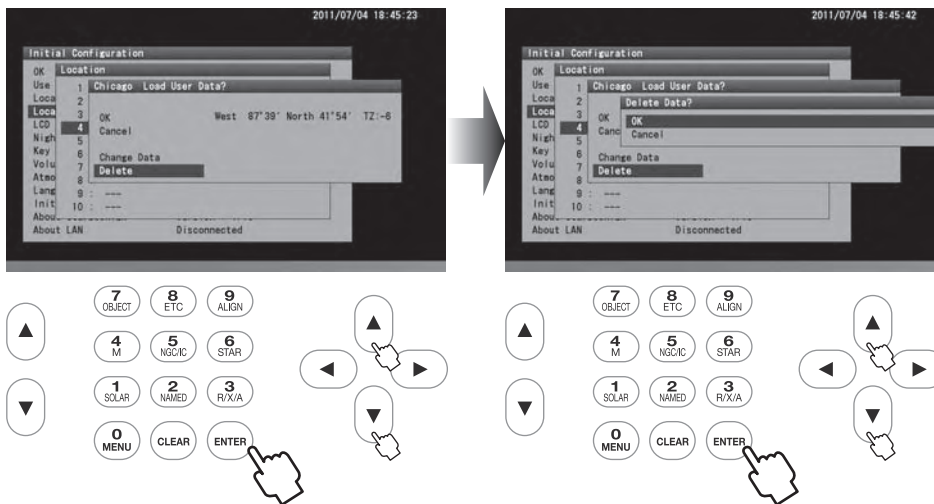 2011/07/04 18:45:23
Initial Configuration
OK Location
Use 1 Chicago Load User Data?
Loca 2
Loca 3 OK West 87°39' North 41°54' TZ:-6
LCD 4 Cancel
Nigh 5
Key 6 Change Data
Volu 7 Delete
Atmo 8
Lang 9 : ---
Init 10 : ---
About LAN Disconnected
7 OBJECT 8 ETC 9 ALIGN
4 M 5 NGC/IC 6 STAR
1 SOLAR 2 NAMED 3 R/X/A
0 MENU CLEAR ENTER
2011/07/04 18:45:42
Initial Configuration
OK Location
Use 1 Chicago Load User Data?
Loca 2 Delete Data?
Loca 3 OK OK
LCD 4 Canc Cancel
Nigh 5
Key 6 Change Data
Volu 7 Delete
Atmo 8
Lang 9 : ---
Init 10 : ---
About LAN Disconnected
7 OBJECT 8 ETC 9 ALIGN
4 M 5 NGC/IC 6 STAR
1 SOLAR 2 NAMED 3 R/X/A
0 MENU CLEAR ENTER